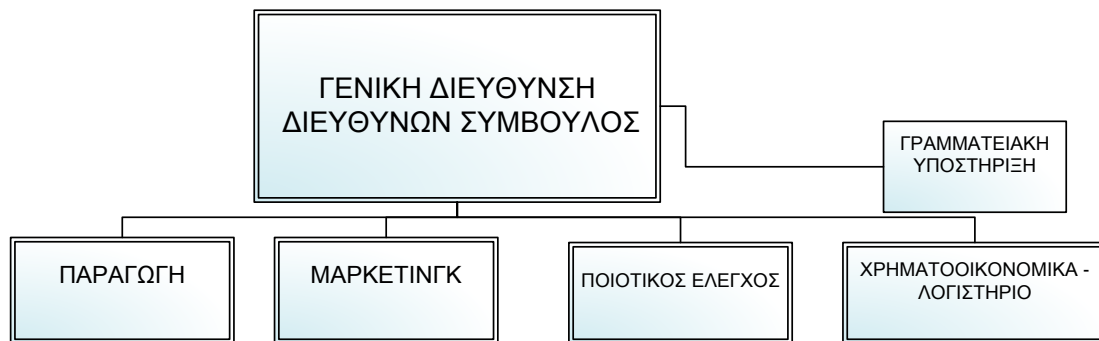 ΓΕΝΙΚΗ ΔΙΕΥΘΥΝΣΗ
ΔΙΕΥΘΥΝΩΝ ΣΥΜΒΟΥΛΟΣ
ΓΡΑΜΜΑΤΕΙΑΚΗ
ΥΠΟΣΤΗΡΙΞΗ
ΠΑΡΑΓΩΓΗ
ΜΑΡΚΕΤΙΝΓΚ
ΠΟΙΟΤΙΚΟΣ ΕΛΕΓΧΟΣ
ΧΡΗΜΑΤΟΟΙΚΟΝΟΜΙΚΑ -
ΛΟΓΙΣΤΗΡΙΟ